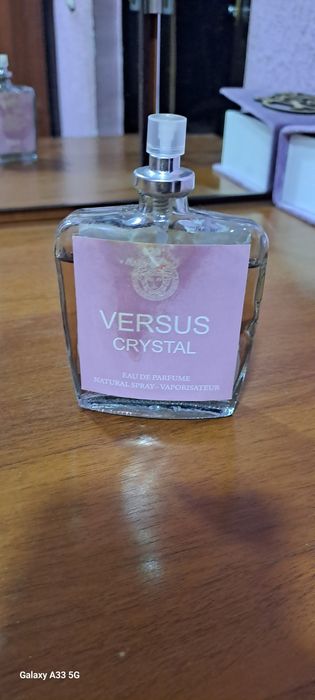 VERSUS
CRYSTAL
EAU DE PARFUME
NATURAL SPRAY - VAPORISATEUR
Galaxy A33 5G